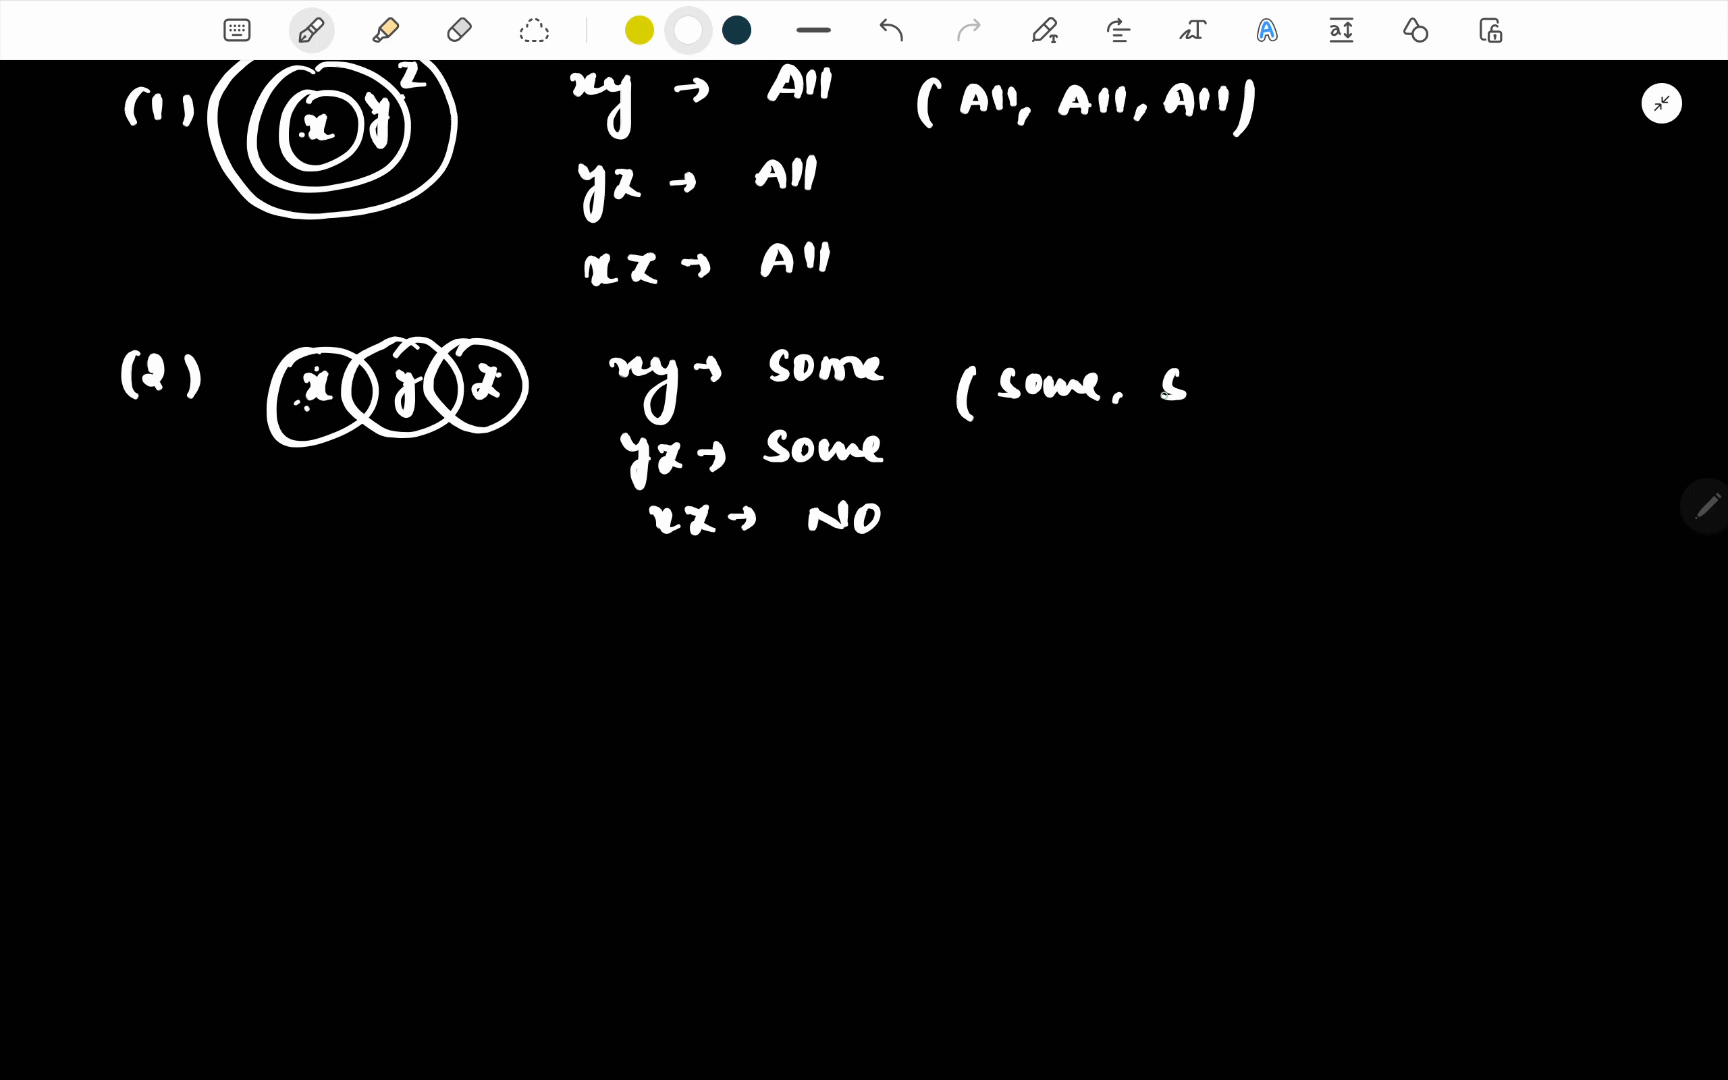 (1) x y z xy → All (All, All, All)
yz → All
xz → All
(2) x y z xy → some (some, s
yz → some
xz → NO